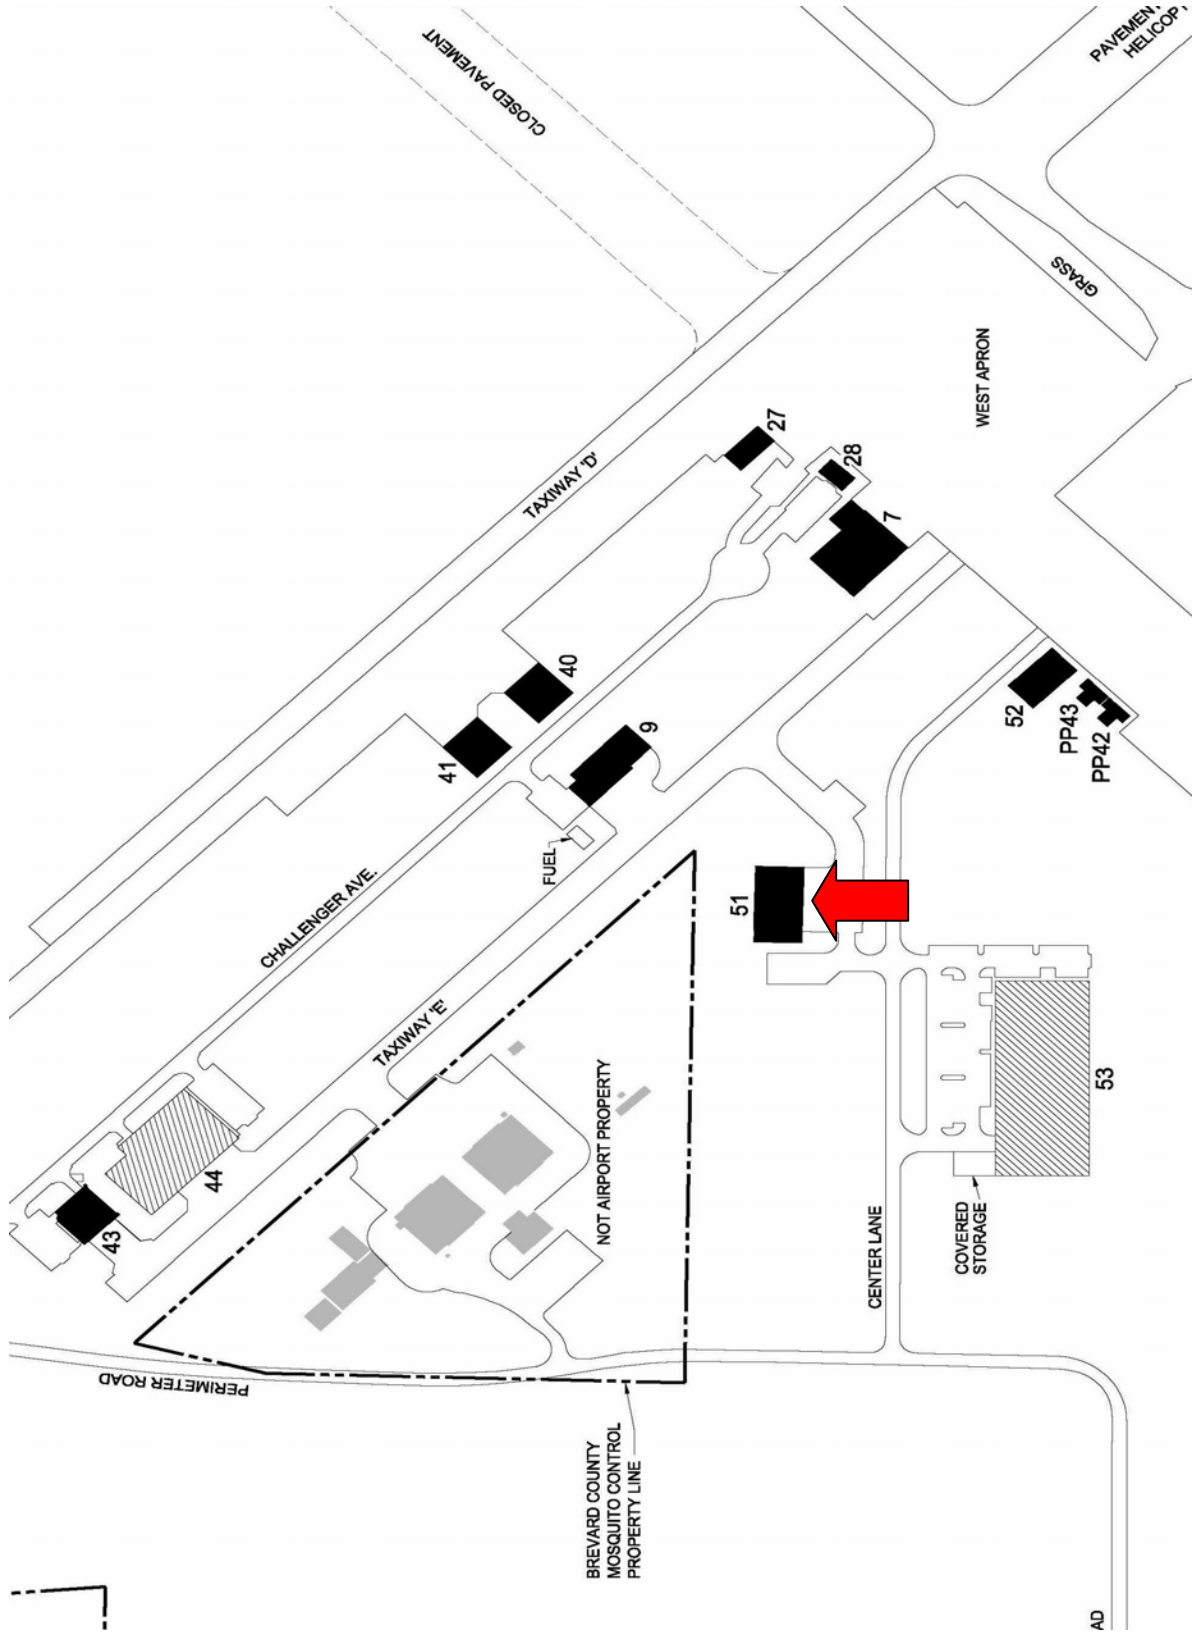 CLOSED PAVEMENT
PAVEMENT
HELICOPT
GRASS
WEST APRON
TAXIWAY 'D'
27
28
7
40
41
9
52
PP43
PP42
FUEL
51
CHALLENGER AVE.
TAXIWAY 'E'
NOT AIRPORT PROPERTY
53
44
43
COVERED
STORAGE
CENTER LANE
PERIMETER ROAD
BREVARD COUNTY
MOSQUITO CONTROL
PROPERTY LINE
AD